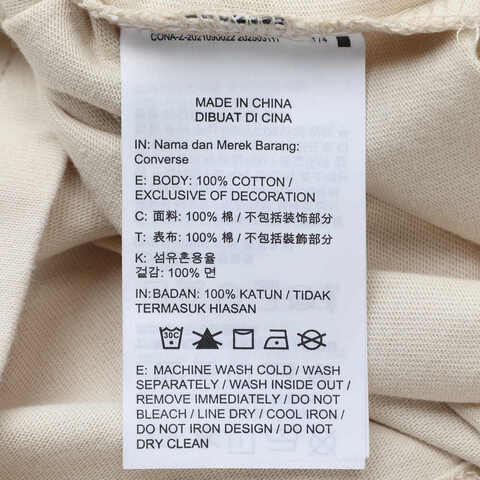 MADE IN CHINA
DIBUAT DI CINA
IN: Nama dan Merek Barang:
Converse
E: BODY: 100% COTTON /
EXCLUSIVE OF DECORATION
C: 面料: 100% 棉 / 不包括装饰部分
T: 表布: 100% 棉 / 不包括裝飾部分
K: 섬유혼용율
겉감: 100% 면
IN: BADAN: 100% KATUN / TIDAK
TERMASUK HIASAN
30C
E: MACHINE WASH COLD / WASH
SEPARATELY / WASH INSIDE OUT /
REMOVE IMMEDIATELY / DO NOT
BLEACH / LINE DRY / COOL IRON /
DO NOT IRON DESIGN / DO NOT
DRY CLEAN